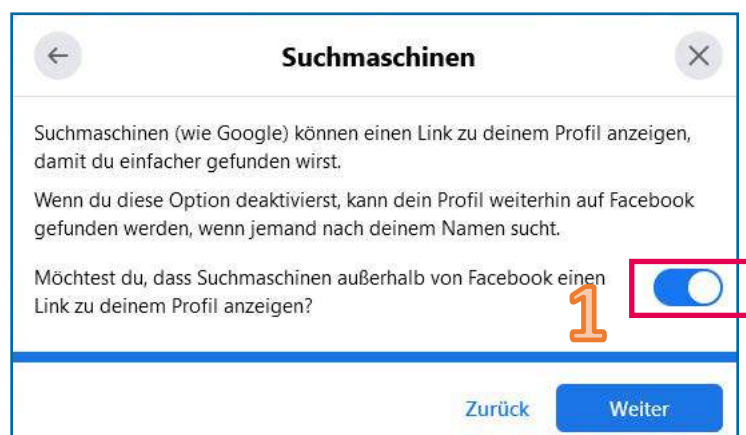 Suchmaschinen
Suchmaschinen (wie Google) können einen Link zu deinem Profil anzeigen,
damit du einfacher gefunden wirst.
Wenn du diese Option deaktivierst, kann dein Profil weiterhin auf Facebook
gefunden werden, wenn jemand nach deinem Namen sucht.
Möchtest du, dass Suchmaschinen außerhalb von Facebook einen
Link zu deinem Profil anzeigen?
1
Zurück Weiter